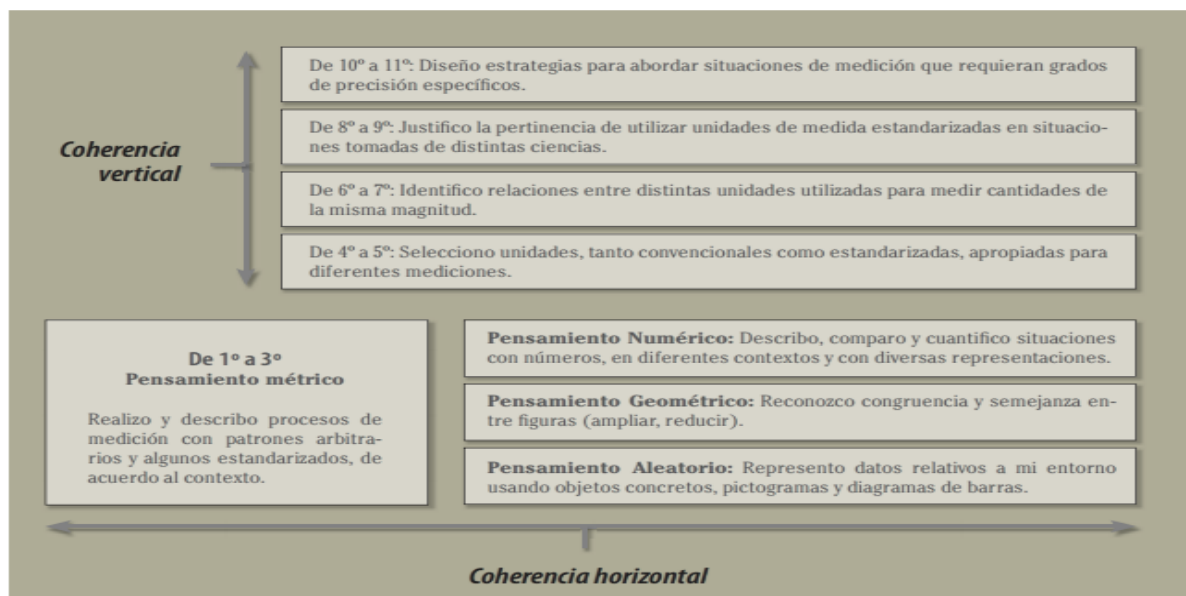 De 10º a 11º: Diseño estrategias para abordar situaciones de medición que requieran grados
de precisión específicos.
De 8º a 9º: Justifico la pertinencia de utilizar unidades de medida estandarizadas en situacio-
nes tomadas de distintas ciencias.
Coherencia
vertical
De 6º a 7º: Identifico relaciones entre distintas unidades utilizadas para medir cantidades de
la misma magnitud.
De 4º a 5º: Selecciono unidades, tanto convencionales como estandarizadas, apropiadas para
diferentes mediciones.
De 1º a 3º
Pensamiento métrico
Realizo y describo procesos de
medición con patrones arbitra-
rios y algunos estandarizados, de
acuerdo al contexto.
Pensamiento Numérico: Describo, comparo y cuantifico situaciones
con números, en diferentes contextos y con diversas representaciones.
Pensamiento Geométrico: Reconozco congruencia y semejanza en-
tre figuras (ampliar, reducir).
Pensamiento Aleatorio: Represento datos relativos a mi entorno
usando objetos concretos, pictogramas y diagramas de barras.
Coherencia horizontal